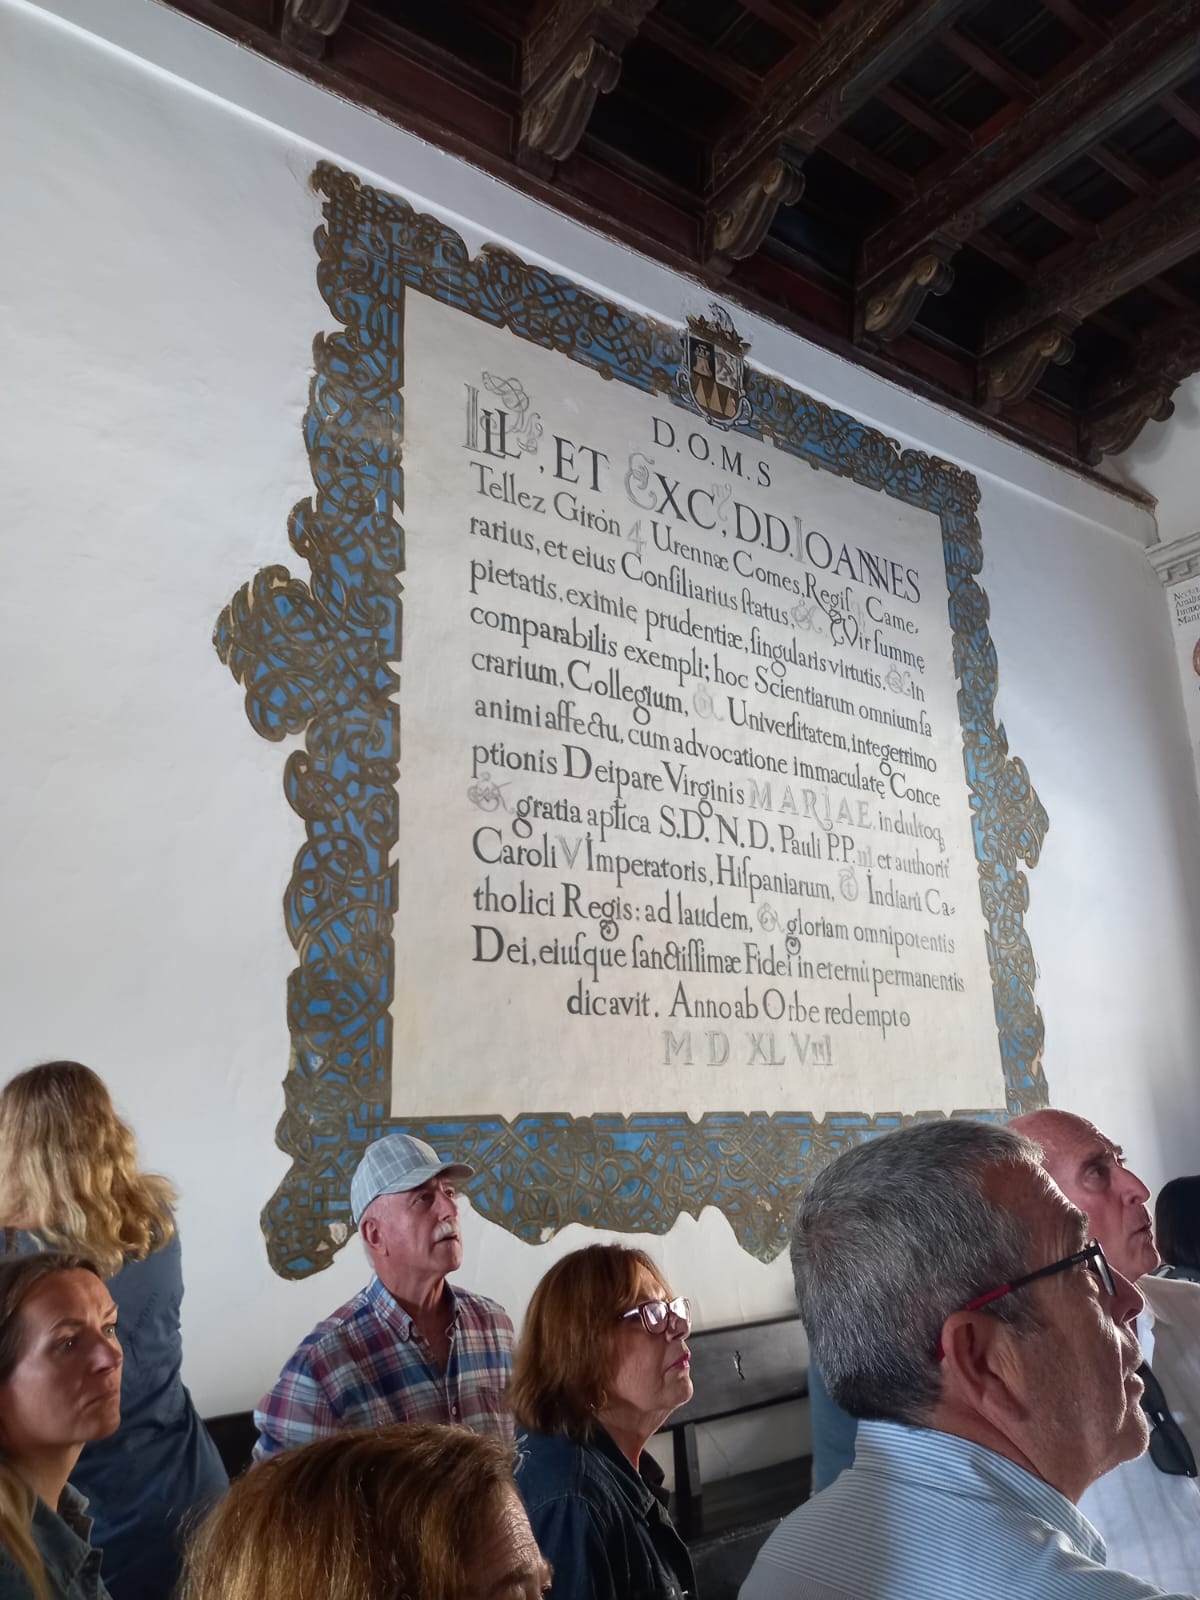 D.O.M.S
ILL, ET EXC, D.D. IOANNES
Tellez Giròn 4 Urennæ Comes, Regiſ Came,
rarius, et eius Conſiliarius ſtatus, & Vir ſummę
pietatis, eximię prudentiæ, ſingularis virtutis, & in
comparabilis exempli; hoc Scientiarum omnium ſa
crarium, Collegium, & Univerſitatem, integerrimo
animi affectu, cum advocatione immaculatę Conce
ptionis Deipare Virginis MARIAE, indultoq
& gratia apl̄ica S.D. N.D. Pauli P.P. III et authorit
Caroli V Imperatoris, Hiſpaniarum, & Indiarū Ca-
tholici Regis: ad laudem, & gloriam omnipotentis
Dei, eiuſque ſanctiſſimæ Fidei in eternū permanentis
dicavit. Anno ab Orbe redempto
M D XL VIII